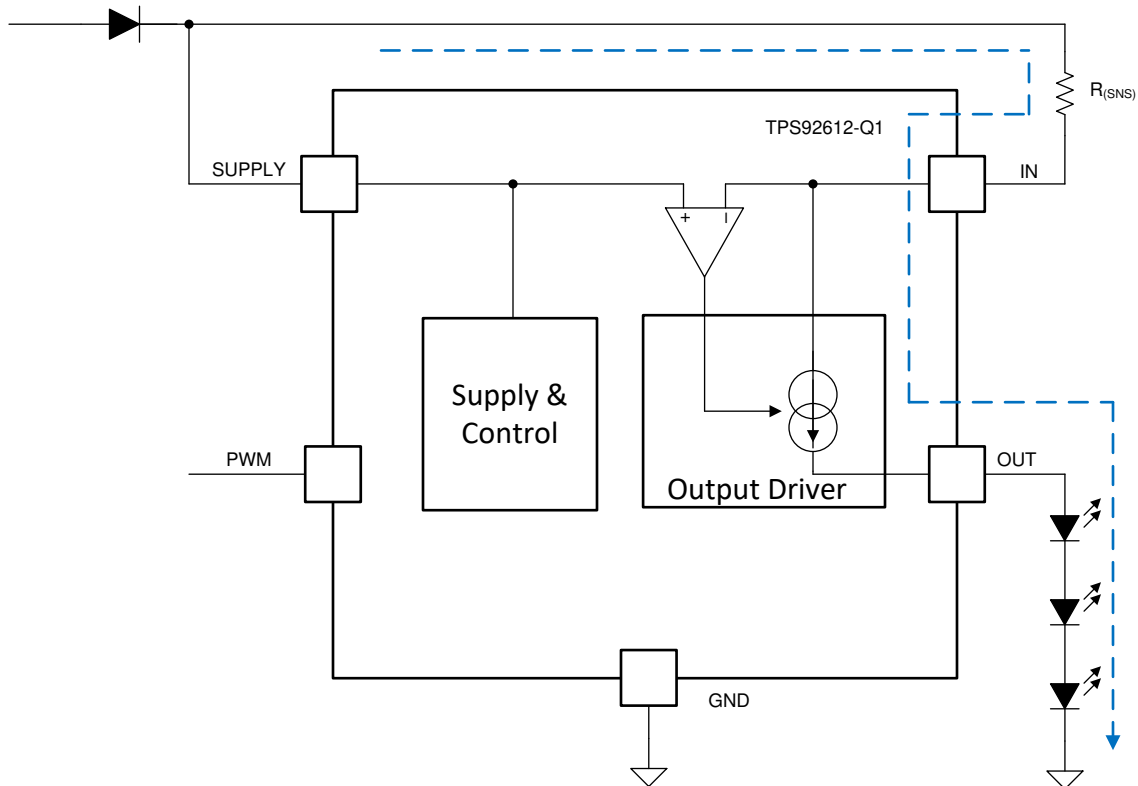 R(SNS)
TPS92612-Q1
SUPPLY
IN
+
–
Supply &
Control
PWM
OUT
Output Driver
GND